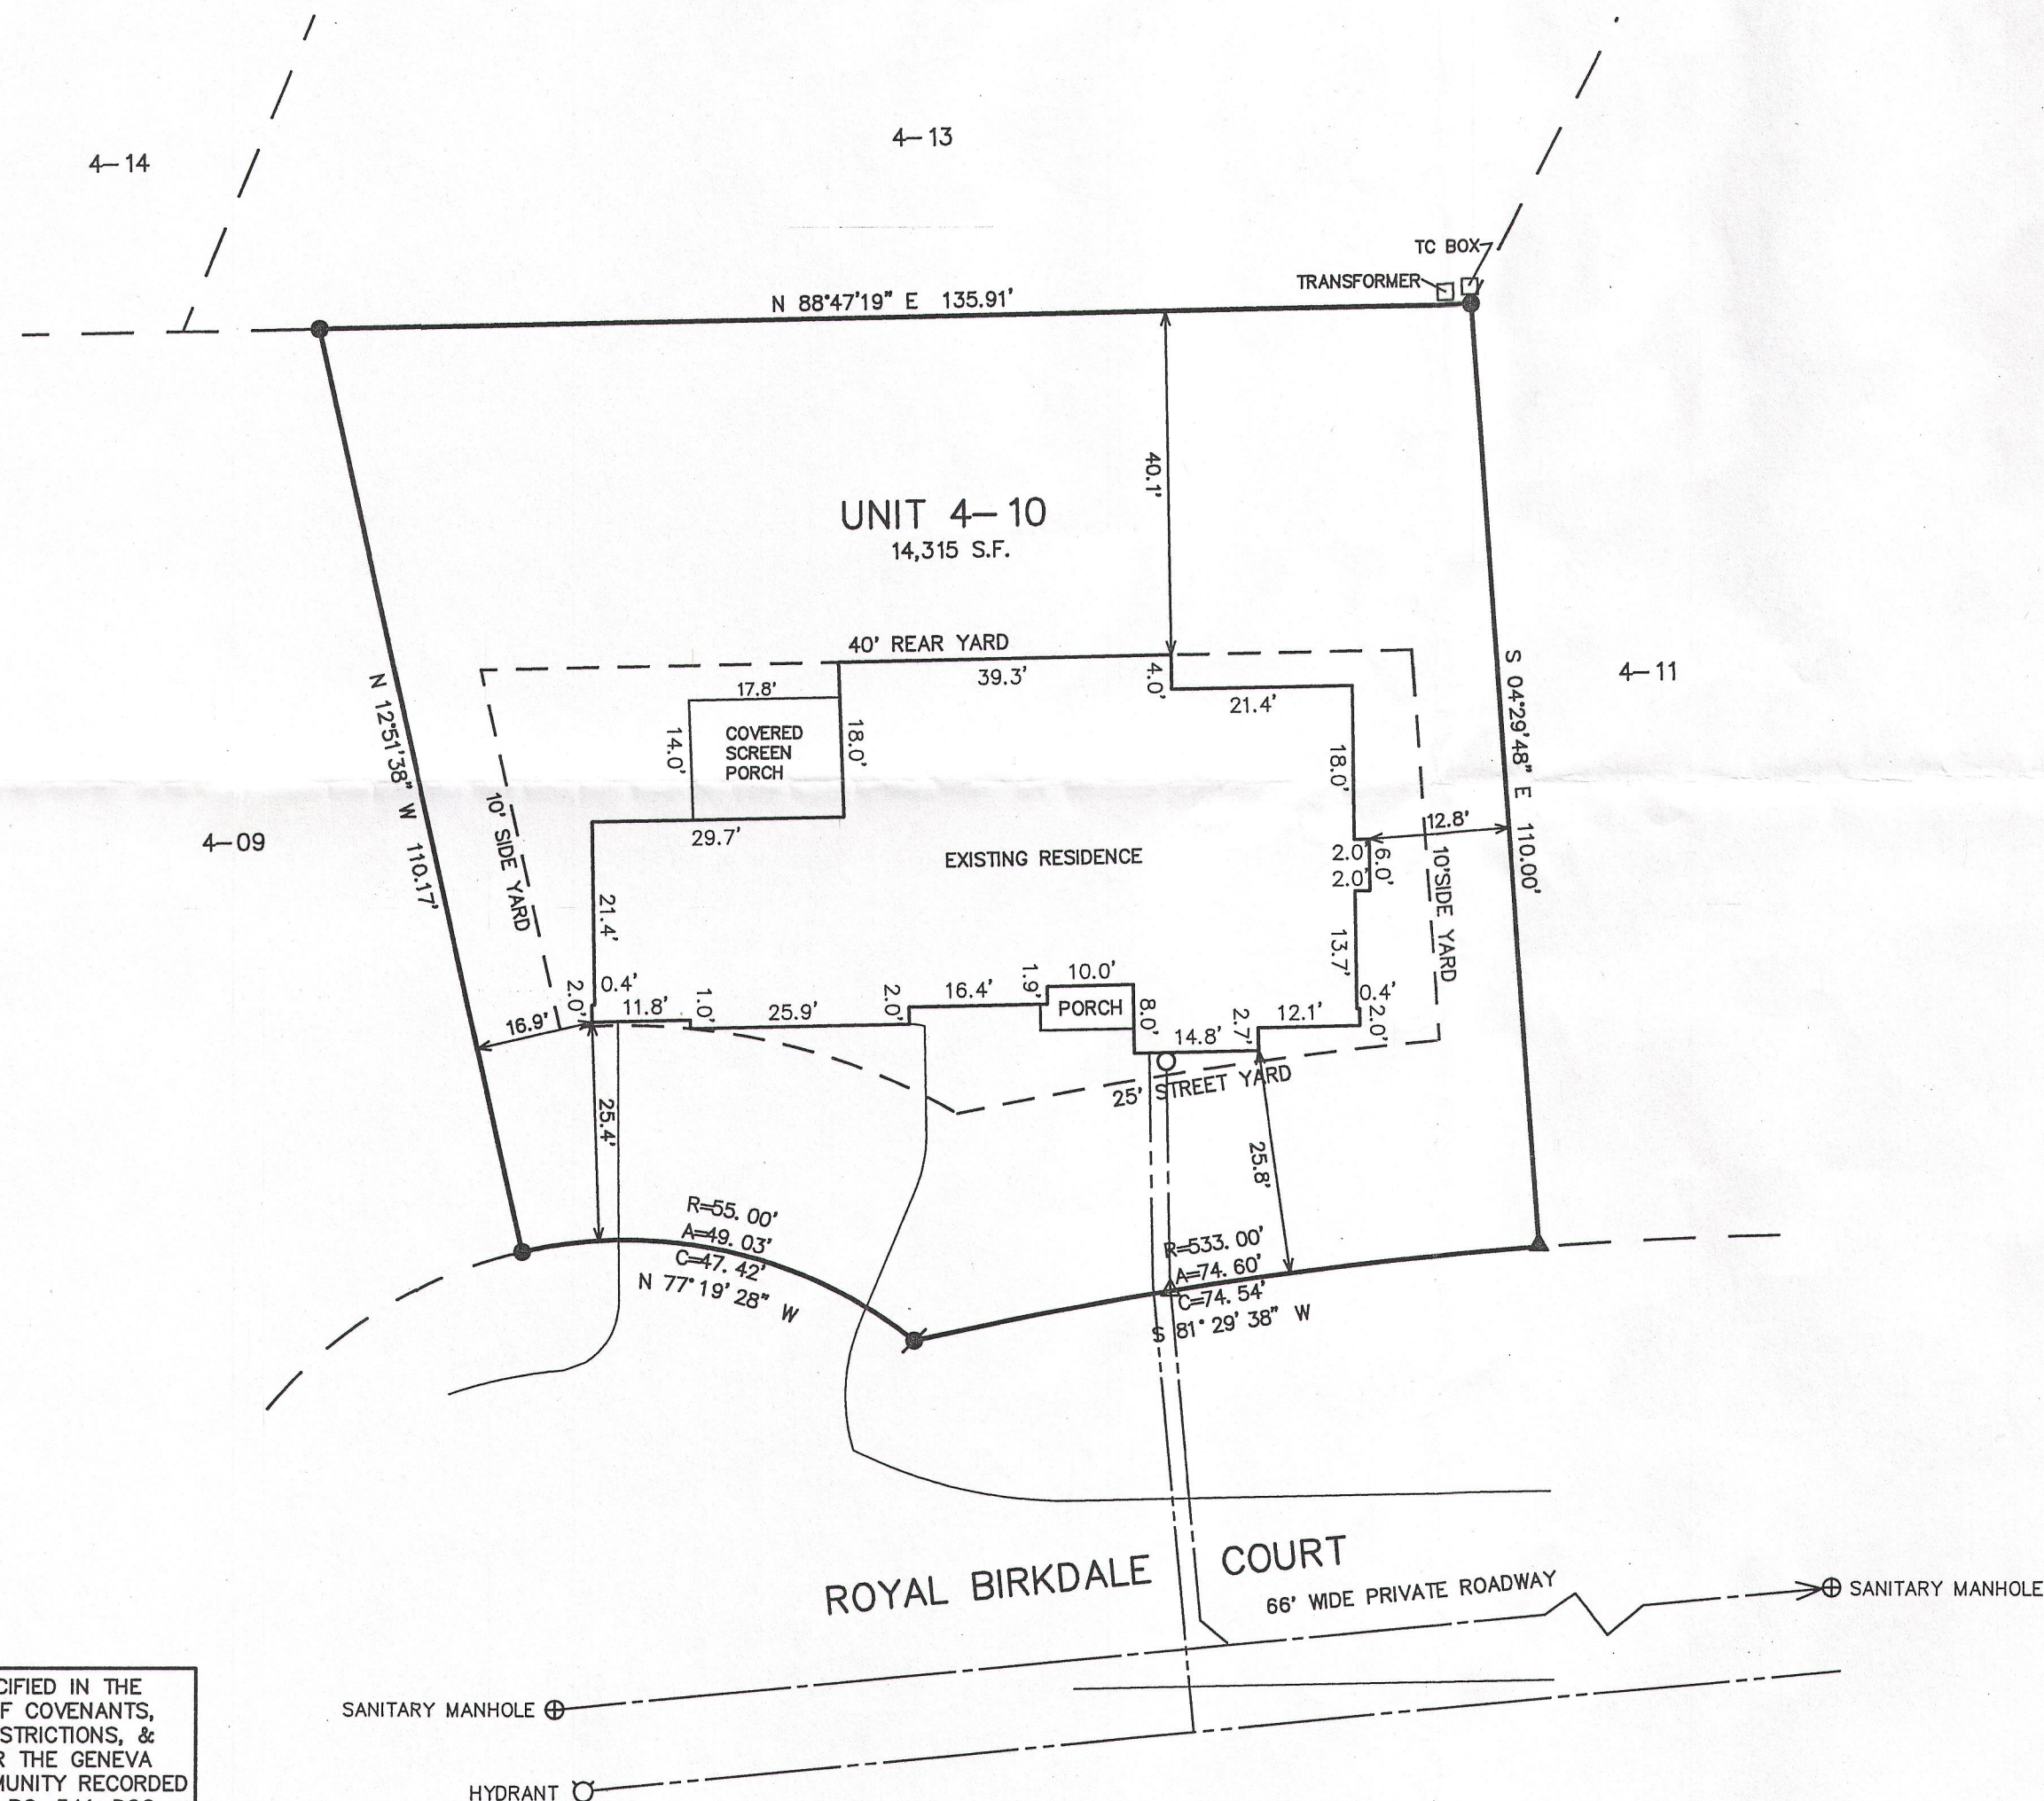 4-14
4-13
TC BOX
TRANSFORMER
N 88°47'19" E 135.91'
40.1'
UNIT 4-10
14,315 S.F.
40' REAR YARD
39.3'
4.0'
21.4'
17.8'
COVERED
SCREEN
PORCH
14.0'
18.0'
29.7'
18.0'
S 04°29'48" E 110.00'
4-11
N 12°51'38" W 110.17'
10' SIDE YARD
4-09
EXISTING RESIDENCE
12.8'
2.0'
6.0'
2.0'
10'SIDE YARD
21.4'
13.7'
0.4'
2.0'
11.8'
1.0'
25.9'
2.0'
16.4'
1.9'
10.0'
PORCH
8.0'
14.8'
2.7'
12.1'
0.4'
2.0'
16.9'
25' STREET YARD
25.4'
25.8'
R=55.00'
A=49.03'
C=47.42'
N 77°19'28" W
R=533.00'
A=74.60'
C=74.54'
S 81°29'38" W
ROYAL BIRKDALE COURT
66' WIDE PRIVATE ROADWAY
SANITARY MANHOLE
SANITARY MANHOLE
HYDRANT
CIFIED IN THE
F COVENANTS,
STRICTIONS, &
R THE GENEVA
MUNITY RECORDED